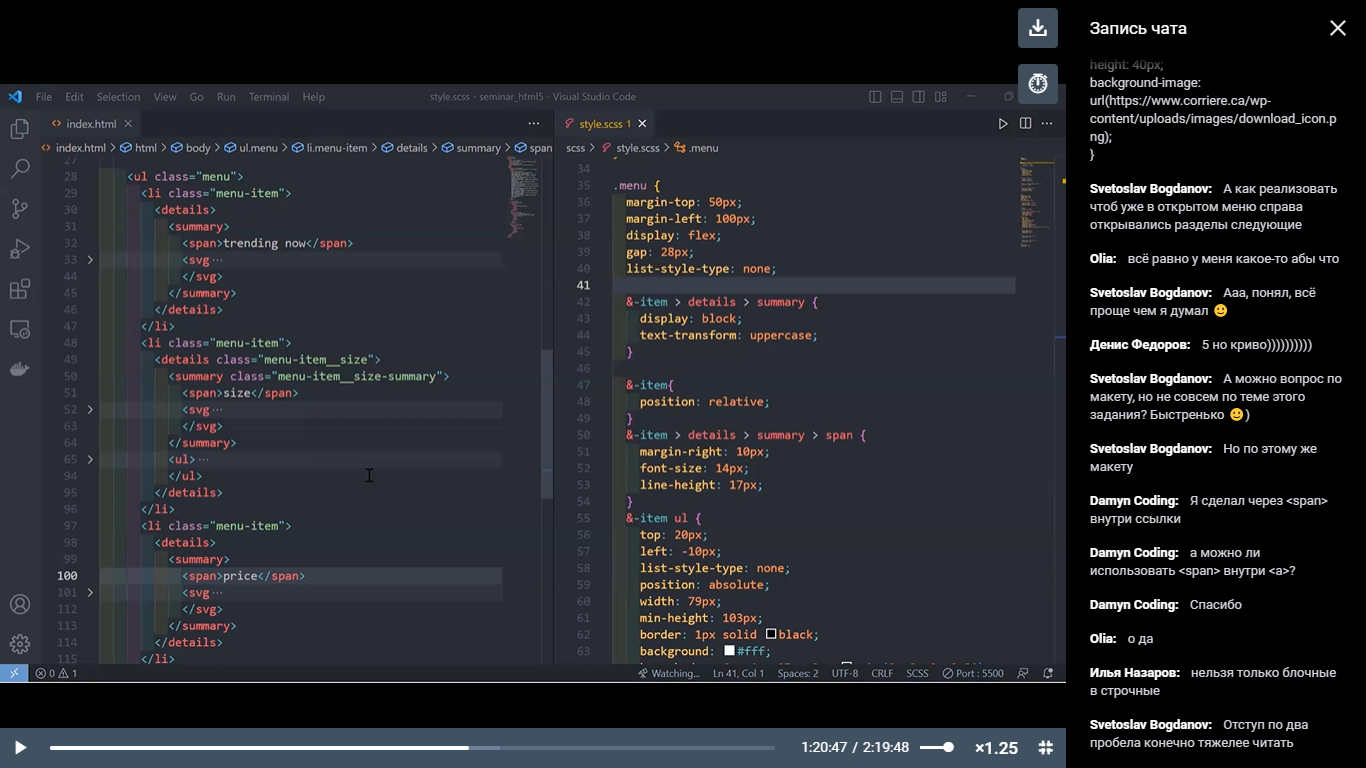 File Edit Selection View Go Run Terminal Help
style.scss - seminar_html5 - Visual Studio Code
index.html
index.html > html > body > ul.menu > li.menu-item > details > summary > span
27
28 <ul class="menu">
29 <li class="menu-item">
30 <details>
31 <summary>
32 <span>trending now</span>
33 <svg ...
44 </svg>
45 </summary>
46 </details>
47 </li>
48 <li class="menu-item">
49 <details class="menu-item__size">
50 <summary class="menu-item__size-summary">
51 <span>size</span>
52 <svg ...
63 </svg>
64 </summary>
65 <ul> ...
94 </ul>
95 </details>
96 </li>
97 <li class="menu-item">
98 <details>
99 <summary>
100 <span>price</span>
101 <svg ...
112 </svg>
113 </summary>
114 </details>
115 </li>
style.scss 1
scss > style.scss > .menu
34
35 .menu {
36 margin-top: 50px;
37 margin-left: 100px;
38 display: flex;
39 gap: 28px;
40 list-style-type: none;
41
42 &-item > details > summary {
43 display: block;
44 text-transform: uppercase;
45 }
46
47 &-item{
48 position: relative;
49 }
50 &-item > details > summary > span {
51 margin-right: 10px;
52 font-size: 14px;
53 line-height: 17px;
54 }
55 &-item ul {
56 top: 20px;
57 left: -10px;
58 list-style-type: none;
59 position: absolute;
60 width: 79px;
61 min-height: 103px;
62 border: 1px solid black;
63 background: #fff;
0 1
Watching... Ln 41, Col 1 Spaces: 2 UTF-8 CRLF SCSS Port : 5500
1:20:47 / 2:19:48 ×1.25
Запись чата
height: 40px;
background-image:
url(https://www.corriere.ca/wp-
content/uploads/images/download_icon.p
ng);
}
Svetoslav Bogdanov: А как реализовать
чтоб уже в открытом меню справа
открывались разделы следующие
Olia: всё равно у меня какое-то абы что
Svetoslav Bogdanov: Ааа, понял, всё
проще чем я думал 🙂
Денис Федоров: 5 но криво))))))))))
Svetoslav Bogdanov: А можно вопрос по
макету, но не совсем по теме этого
задания? Быстренько 🙂)
Svetoslav Bogdanov: Но по этому же
макету
Damyn Coding: Я сделал через <span>
внутри ссылки
Damyn Coding: а можно ли
использовать <span> внутри <a>?
Damyn Coding: Спасибо
Olia: о да
Илья Назаров: нельзя только блочные
в строчные
Svetoslav Bogdanov: Отступ по два
пробела конечно тяжелее читать